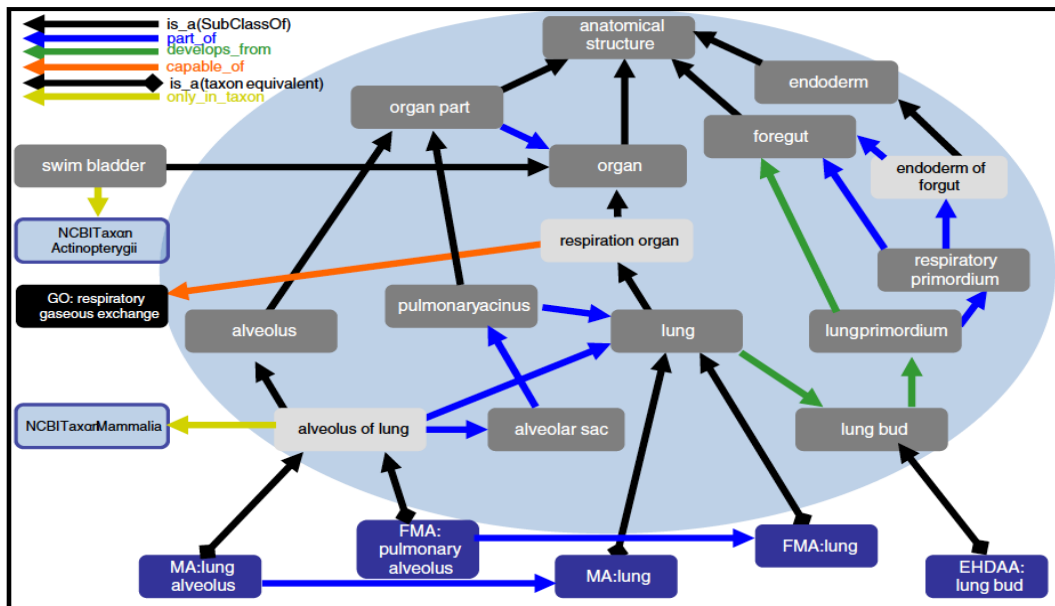 is_a(SubClassOf)
part_of
develops_from
capable_of
is_a(taxon equivalent)
only_in_taxon
anatomical
structure
endoderm
organ part
foregut
swim bladder
organ
endoderm of
forgut
NCBITaxon
Actinopterygii
respiration organ
respiratory
primordium
GO: respiratory
gaseous exchange
pulmonaryacinus
alveolus
lung
lungprimordium
NCBITaxonMammalia
alveolus of lung
alveolar sac
lung bud
FMA:
pulmonary
alveolus
FMA:lung
MA:lung
alveolus
MA:lung
EHDAA:
lung bud